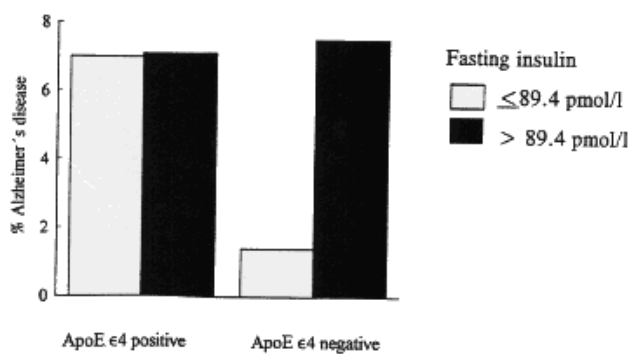 8
6
4
2
0
% Alzheimer´s disease
ApoE ϵ4 positive
ApoE ϵ4 negative
Fasting insulin
≤89.4 pmol/l
> 89.4 pmol/l